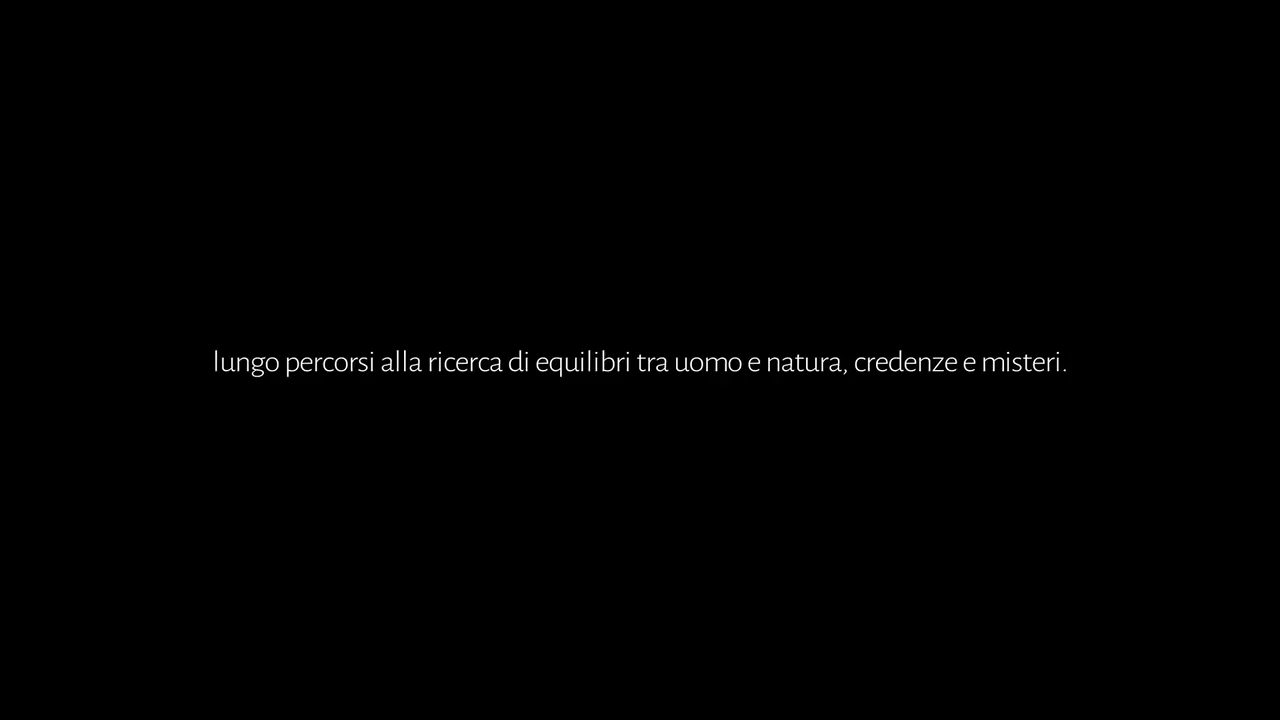 lungo percorsi alla ricerca di equilibri tra uomo e natura, credenze e misteri.